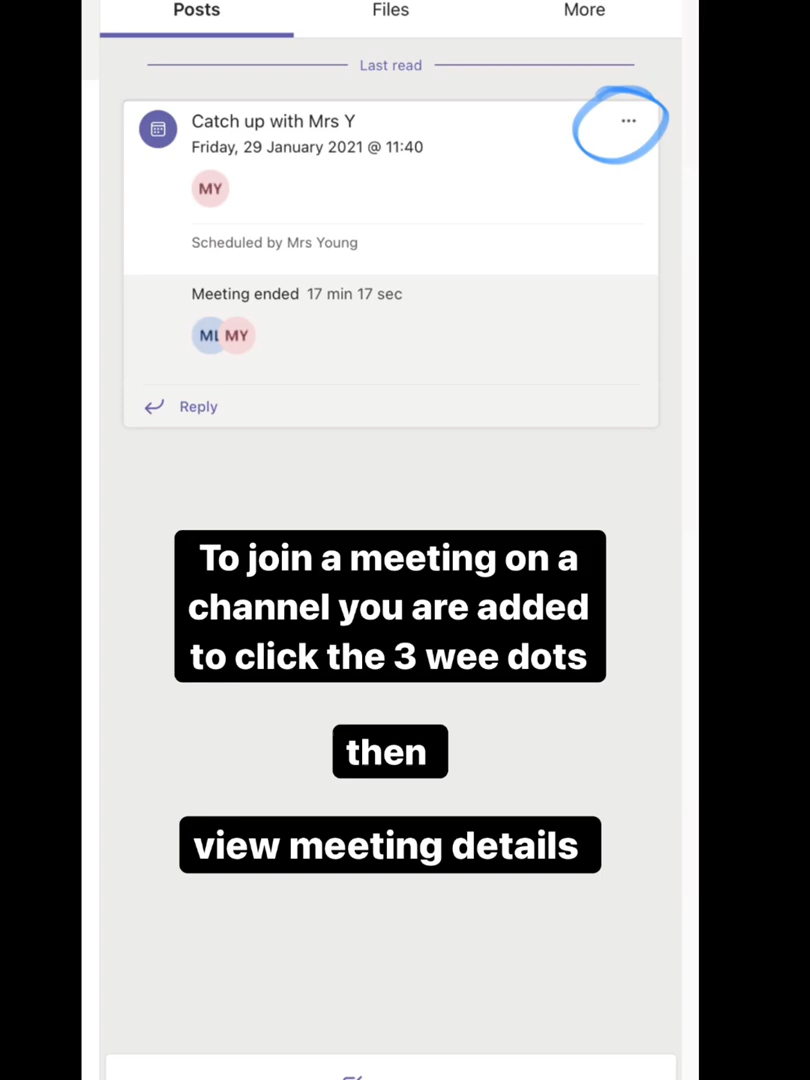 Posts Files More
Last read
Catch up with Mrs Y
Friday, 29 January 2021 @ 11:40
MY
Scheduled by Mrs Young
Meeting ended 17 min 17 sec
ML MY
Reply
To join a meeting on a
channel you are added
to click the 3 wee dots
then
view meeting details